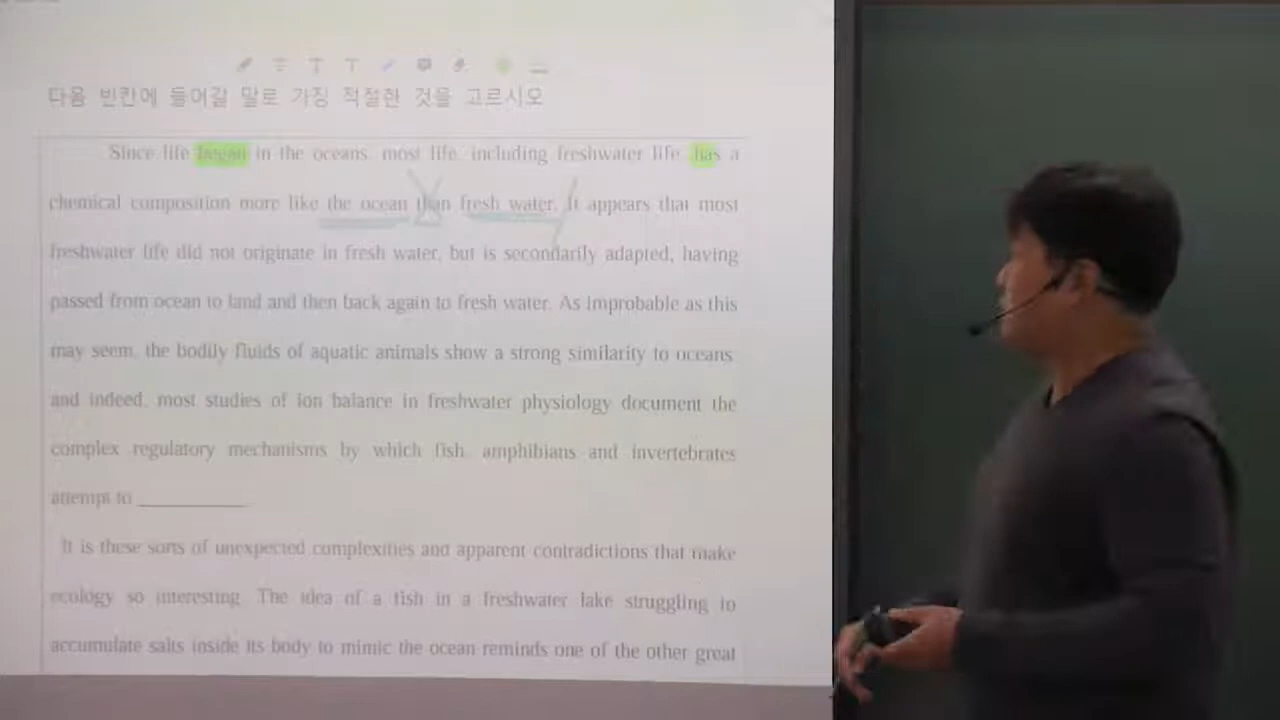 다음 빈칸에 들어갈 말로 가장 적절한 것을 고르시오
Since life began in the oceans, most life, including freshwater life has a
chemical composition more like the ocean than fresh water. It appears that most
freshwater life did not originate in fresh water, but is secondarily adapted, having
passed from ocean to land and then back again to fresh water. As improbable as this
may seem, the bodily fluids of aquatic animals show a strong similarity to oceans
and indeed, most studies of ion balance in freshwater physiology document the
complex regulatory mechanisms by which fish, amphibians and invertebrates
attempt to __________
It is these sorts of unexpected complexities and apparent contradictions that make
ecology so interesting. The idea of a fish in a freshwater lake struggling to
accumulate salts inside its body to mimic the ocean reminds one of the other great